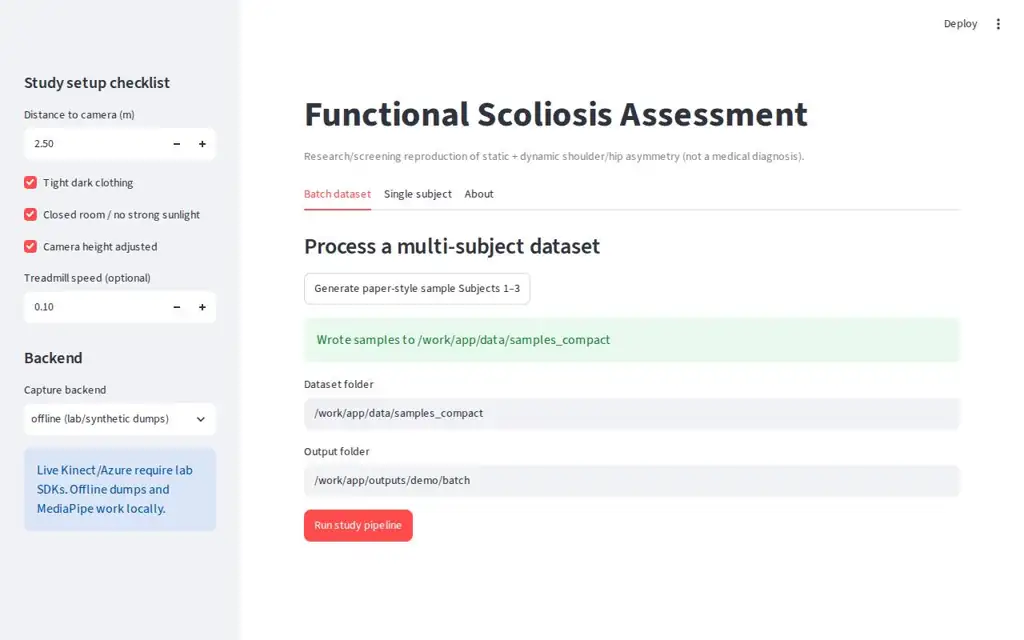 Deploy
Study setup checklist
Distance to camera (m)
2.50
Tight dark clothing
Closed room / no strong sunlight
Camera height adjusted
Treadmill speed (optional)
0.10
Backend
Capture backend
offline (lab/synthetic dumps)
Live Kinect/Azure require lab
SDKs. Offline dumps and
MediaPipe work locally.
Functional Scoliosis Assessment
Research/screening reproduction of static + dynamic shoulder/hip asymmetry (not a medical diagnosis).
Batch dataset Single subject About
Process a multi-subject dataset
Generate paper-style sample Subjects 1–3
Wrote samples to /work/app/data/samples_compact
Dataset folder
/work/app/data/samples_compact
Output folder
/work/app/outputs/demo/batch
Run study pipeline